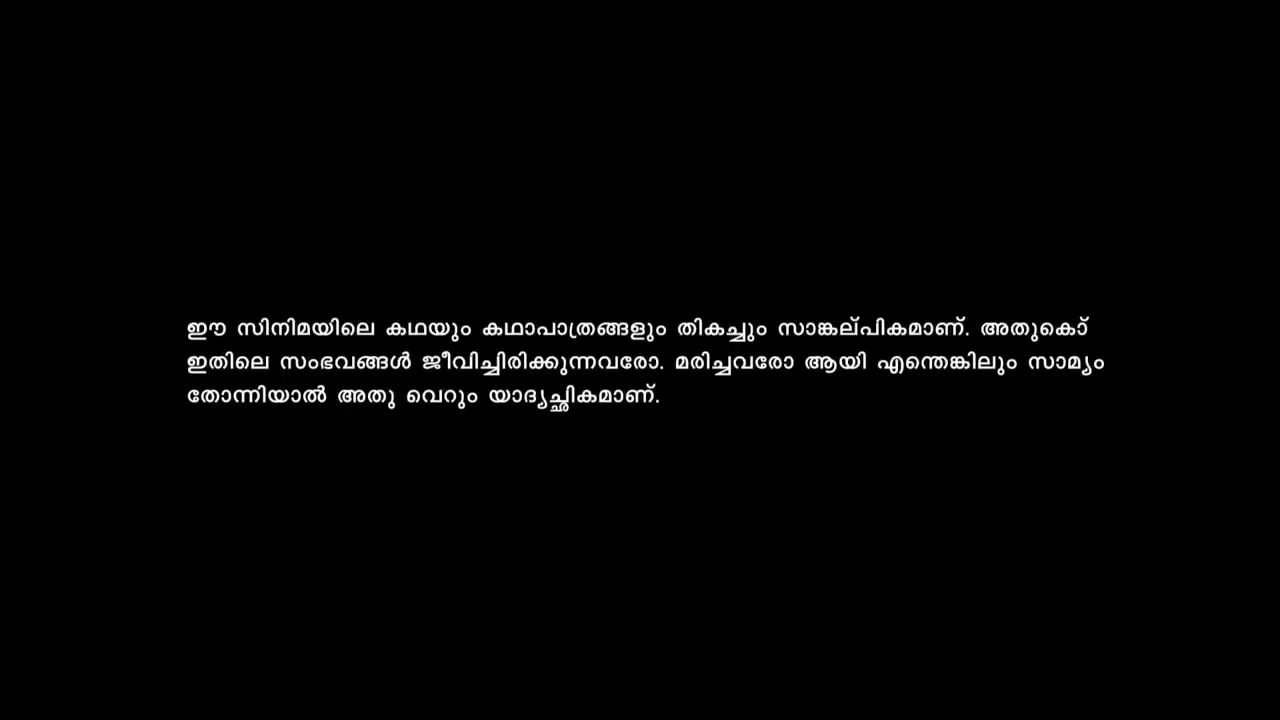 ഈ സിനിമയിലെ കഥയും കഥാപാത്രങ്ങളും തികച്ചും സാങ്കല്പികമാണ്. അതുകൊ്
ഇതിലെ സംഭവങ്ങൾ ജീവിച്ചിരിക്കുന്നവരോ. മരിച്ചവരോ ആയി എന്തെങ്കിലും സാമ്യം
തോന്നിയാൽ അതു വെറും യാദ്യച്ഛികമാണ്.